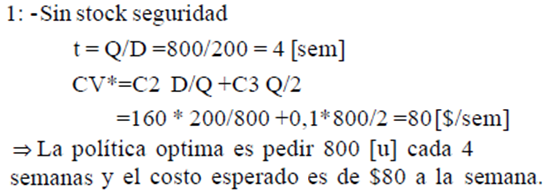 1: -Sin stock seguridad
t = Q/D =800/200 = 4 [sem]
CV*=C2 D/Q +C3 Q/2
=160 * 200/800 +0,1*800/2 =80[$/sem]
⇒ La política optima es pedir 800 [u] cada 4
semanas y el costo esperado es de $80 a la semana.